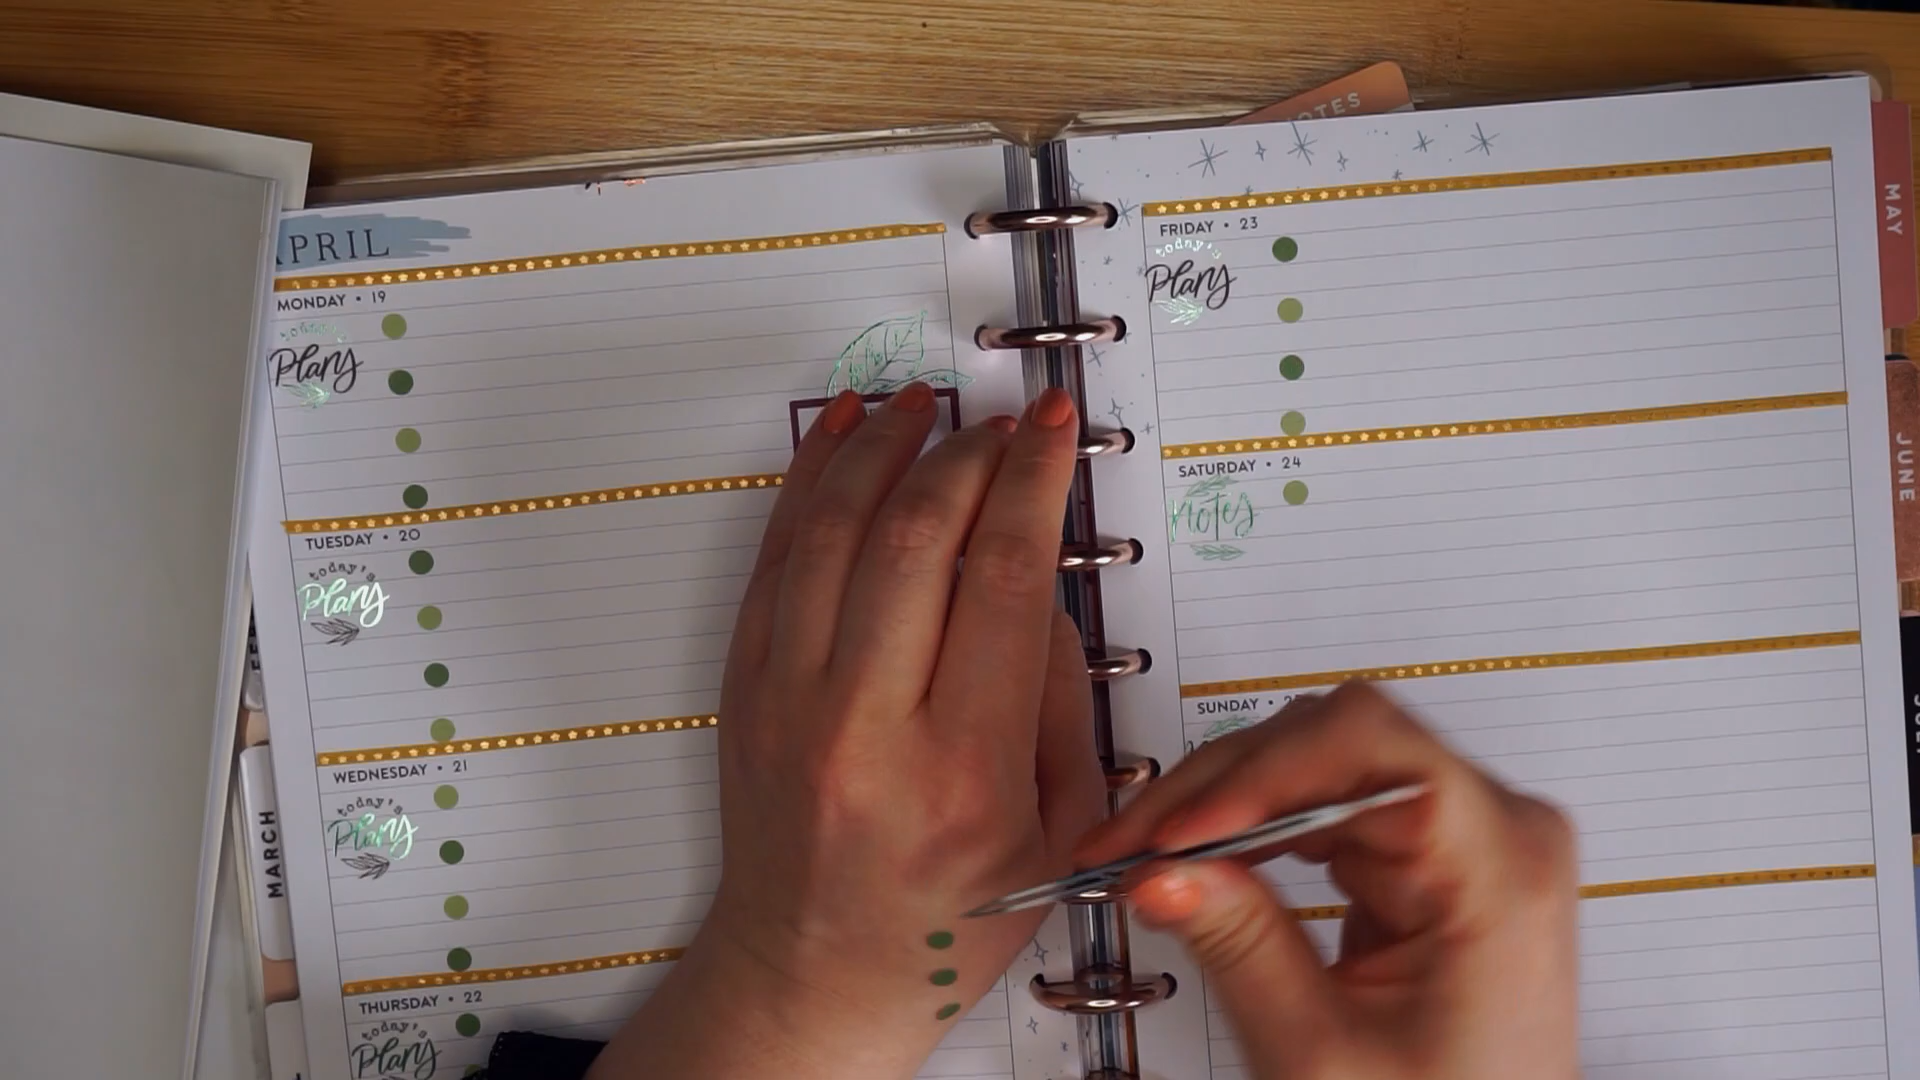 APRIL
MONDAY • 19
today's
Plans
TUESDAY • 20
today's
Plans
WEDNESDAY • 21
today's
Plans
THURSDAY • 22
today's
Plans
NOTES
FRIDAY • 23
today's
Plans
SATURDAY • 24
Notes
SUNDAY •
MARCH
MAY
JUNE